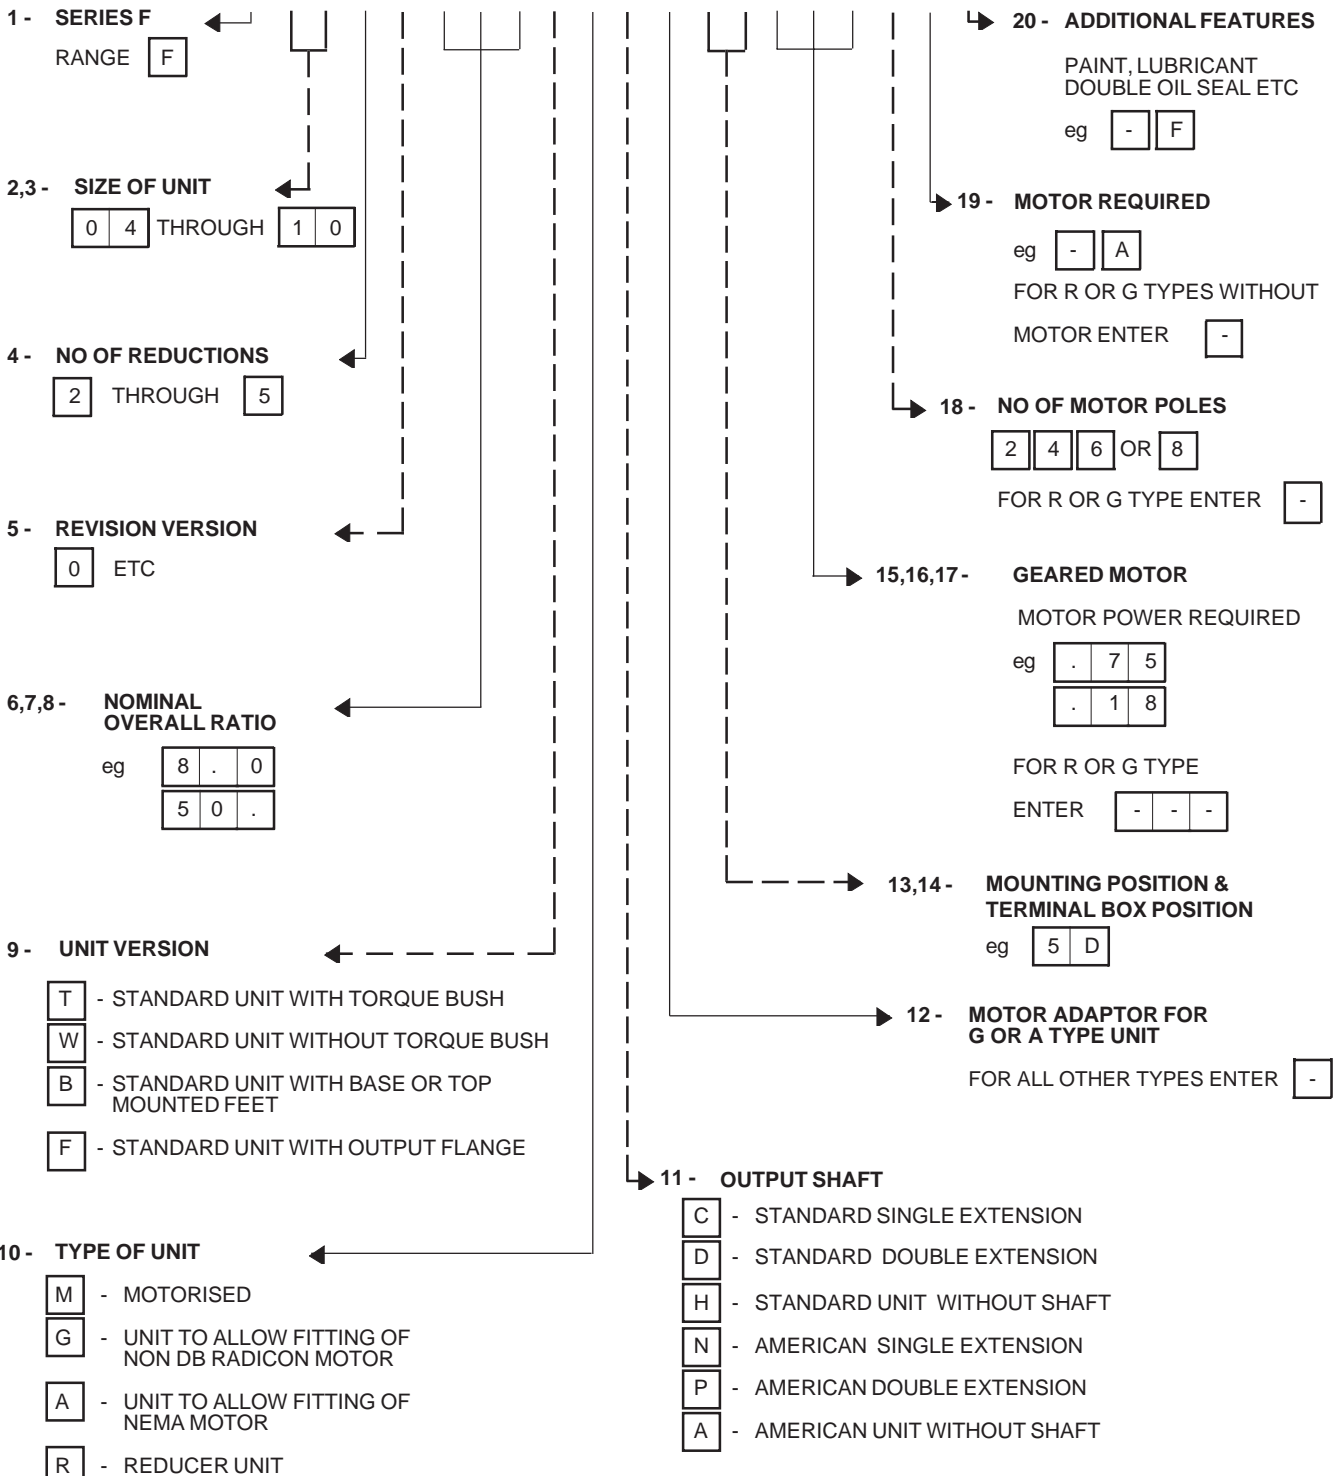 1 - SERIES F
RANGE F
2,3 - SIZE OF UNIT
0 4 THROUGH 1 0
4 - NO OF REDUCTIONS
2 THROUGH 5
5 - REVISION VERSION
0 ETC
6,7,8 - NOMINAL
OVERALL RATIO
eg 8 . 0
5 0 .
9 - UNIT VERSION
T - STANDARD UNIT WITH TORQUE BUSH
W - STANDARD UNIT WITHOUT TORQUE BUSH
B - STANDARD UNIT WITH BASE OR TOP
MOUNTED FEET
F - STANDARD UNIT WITH OUTPUT FLANGE
10 - TYPE OF UNIT
M - MOTORISED
G - UNIT TO ALLOW FITTING OF
NON DB RADICON MOTOR
A - UNIT TO ALLOW FITTING OF
NEMA MOTOR
R - REDUCER UNIT
20 - ADDITIONAL FEATURES
PAINT, LUBRICANT
DOUBLE OIL SEAL ETC
eg - F
19 - MOTOR REQUIRED
eg - A
FOR R OR G TYPES WITHOUT
MOTOR ENTER -
18 - NO OF MOTOR POLES
2 4 6 OR 8
FOR R OR G TYPE ENTER -
15,16,17 - GEARED MOTOR
MOTOR POWER REQUIRED
eg . 7 5
. 1 8
FOR R OR G TYPE
ENTER - - -
13,14 - MOUNTING POSITION &
TERMINAL BOX POSITION
eg 5 D
12 - MOTOR ADAPTOR FOR
G OR A TYPE UNIT
FOR ALL OTHER TYPES ENTER -
11 - OUTPUT SHAFT
C - STANDARD SINGLE EXTENSION
D - STANDARD DOUBLE EXTENSION
H - STANDARD UNIT WITHOUT SHAFT
N - AMERICAN SINGLE EXTENSION
P - AMERICAN DOUBLE EXTENSION
A - AMERICAN UNIT WITHOUT SHAFT